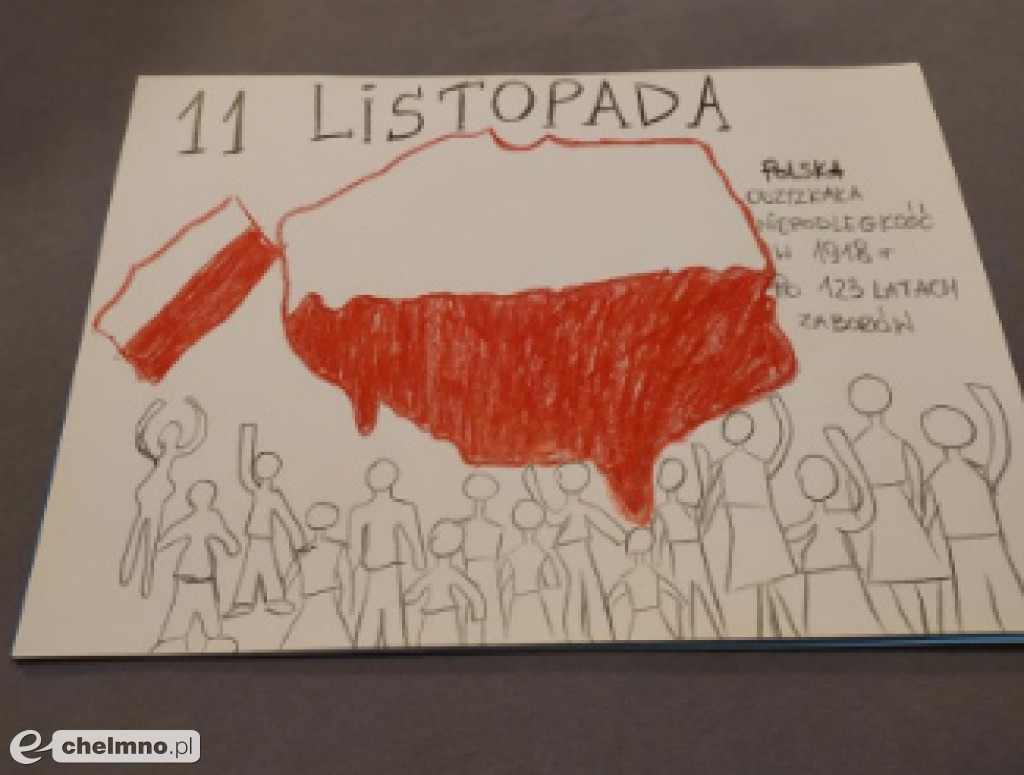 11 LiSTOPADA
POLSKA
ODZYSKAŁA
NIEPODLEGŁOŚĆ
W 1918 r
PO 123 LATACH
ZABORÓW
e chelmno.pl